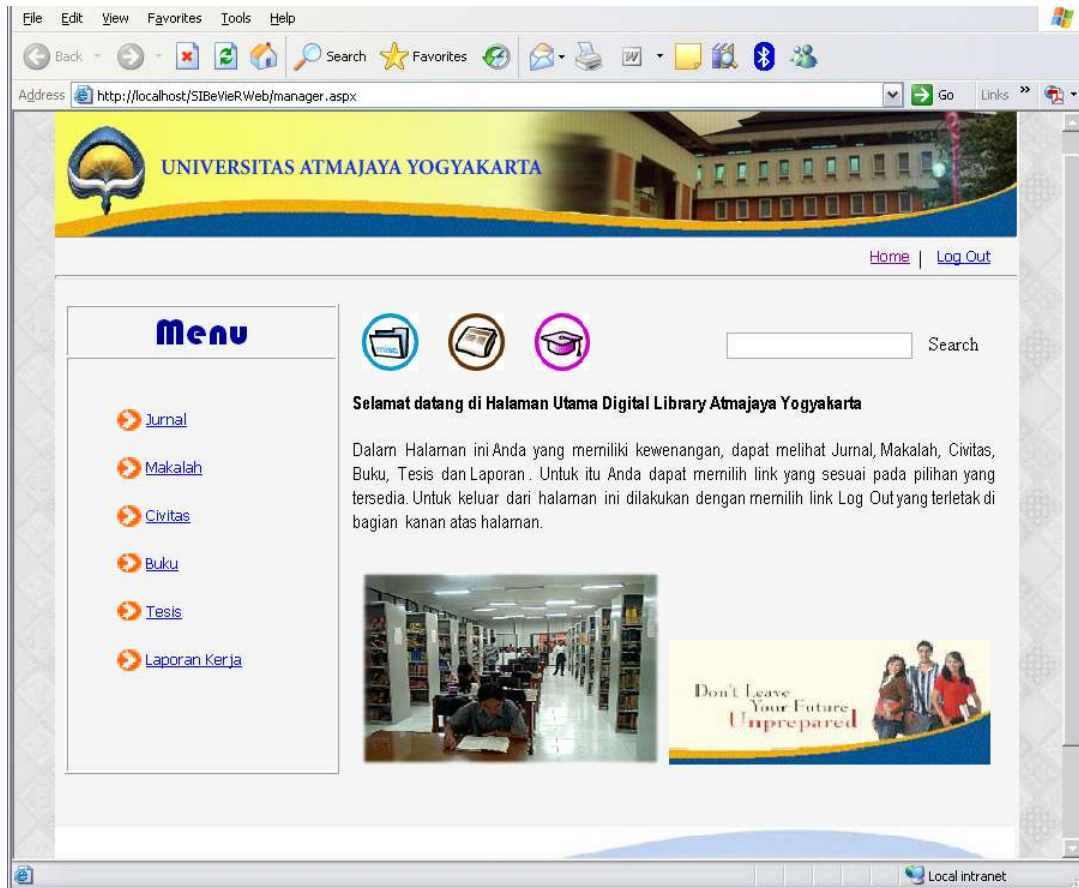 File Edit View Favorites Tools Help
Back Search Favorites
Address http://localhost/SIBeVieRWeb/manager.aspx Go Links »
UNIVERSITAS ATMAJAYA YOGYAKARTA
Home | Log Out
Menu
Search
Jurnal
Makalah
Civitas
Buku
Tesis
Laporan Kerja
Selamat datang di Halaman Utama Digital Library Atmajaya Yogyakarta
Dalam Halaman ini Anda yang memiliki kewenangan, dapat melihat Jurnal, Makalah, Civitas,
Buku, Tesis dan Laporan . Untuk itu Anda dapat memilih link yang sesuai pada pilihan yang
tersedia. Untuk keluar dari halaman ini dilakukan dengan memilih link Log Out yang terletak di
bagian kanan atas halaman.
Don't Leave
Your Future
Unprepared
Local intranet